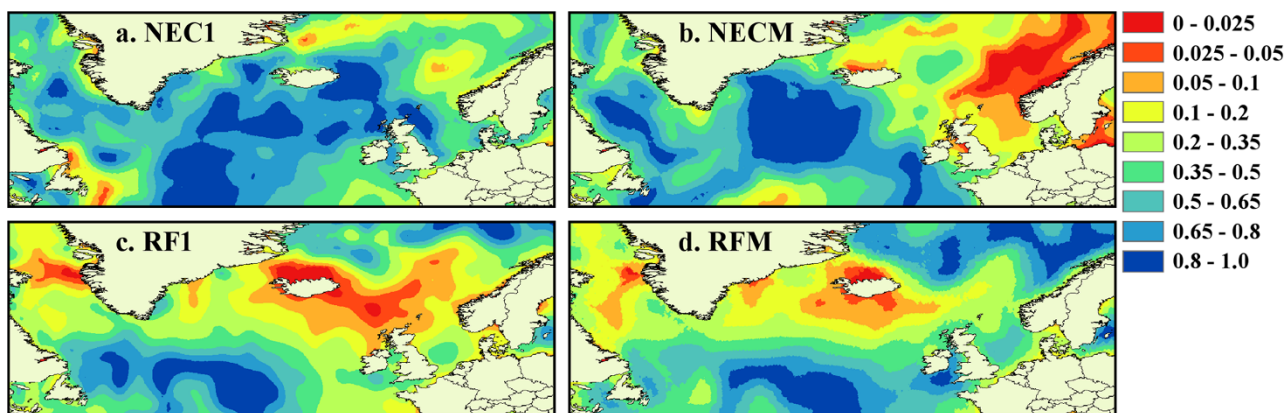 a. NEC1
b. NECM
c. RF1
d. RFM
0 - 0.025
0.025 - 0.05
0.05 - 0.1
0.1 - 0.2
0.2 - 0.35
0.35 - 0.5
0.5 - 0.65
0.65 - 0.8
0.8 - 1.0